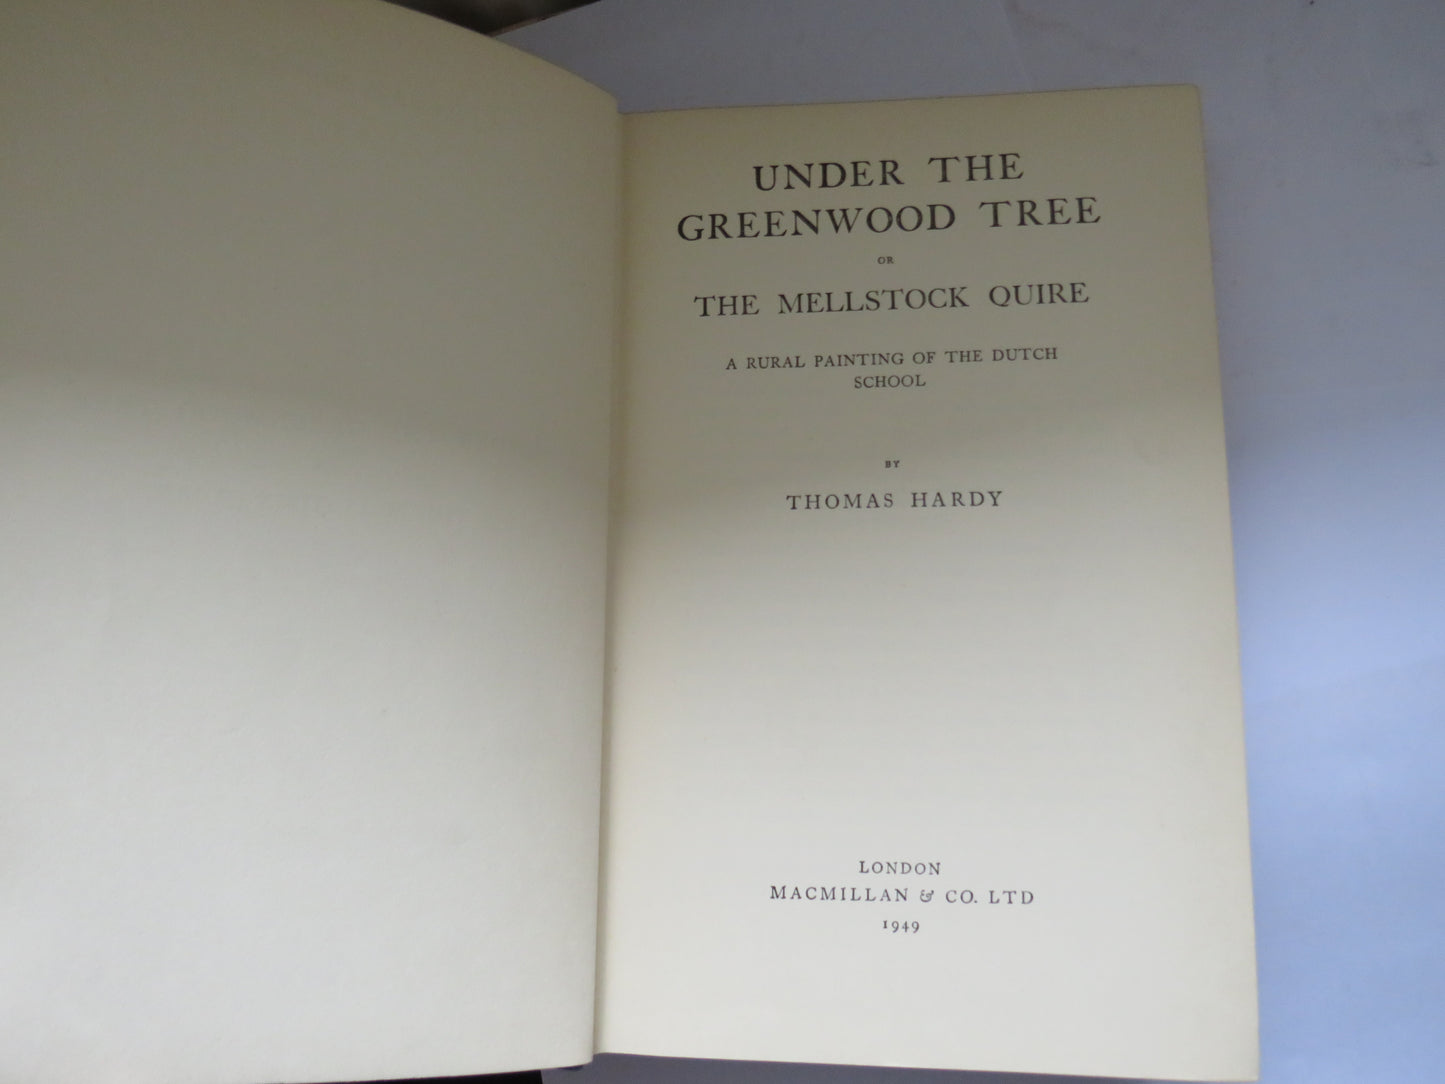 UNDER THE
GREENWOOD TREE
OR
THE MELLSTOCK QUIRE
A RURAL PAINTING OF THE DUTCH
SCHOOL
BY
THOMAS HARDY
LONDON
MACMILLAN & CO. LTD
1949